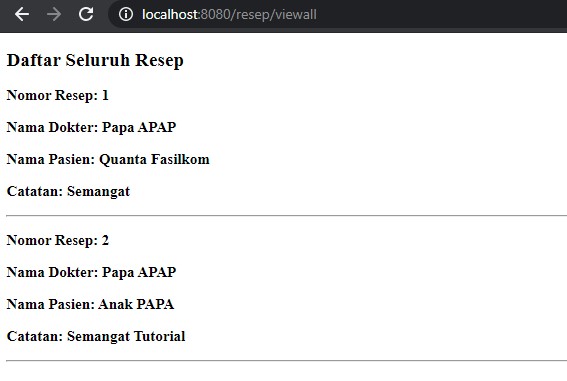 localhost:8080/resep/viewall
Daftar Seluruh Resep
Nomor Resep: 1
Nama Dokter: Papa APAP
Nama Pasien: Quanta Fasilkom
Catatan: Semangat
Nomor Resep: 2
Nama Dokter: Papa APAP
Nama Pasien: Anak PAPA
Catatan: Semangat Tutorial